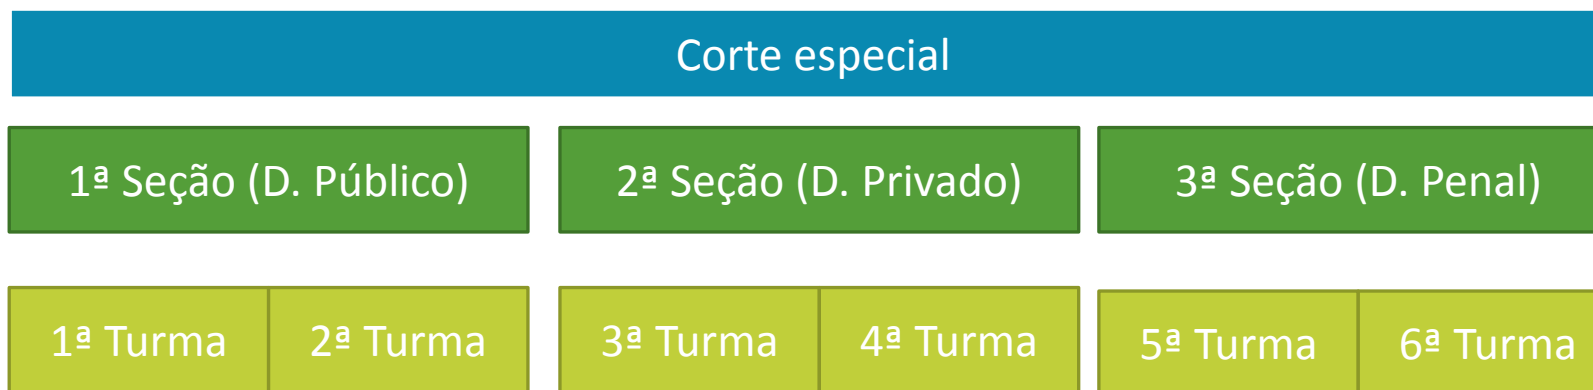 Corte especial
1ª Seção (D. Público)
2ª Seção (D. Privado)
3ª Seção (D. Penal)
1ª Turma
2ª Turma
3ª Turma
4ª Turma
5ª Turma
6ª Turma